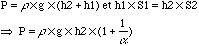 P = ρ×g×(h2 + h1) et h1×S1 = h2×S2
⇒ P = ρ×g×h2×(1 + 1/α)